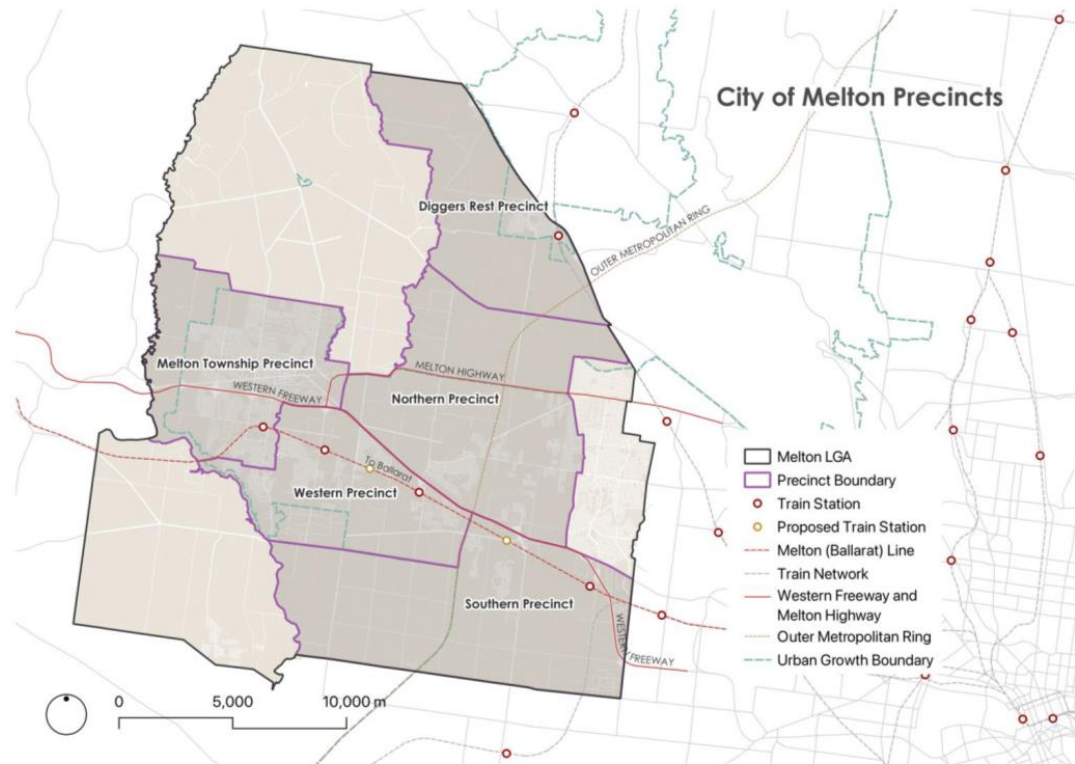 City of Melton Precincts
Diggers Rest Precinct
OUTER METROPOLITAN RING
Melton Township Precinct
MELTON HIGHWAY
WESTERN FREEWAY
Northern Precinct
To Ballarat
Western Precinct
Southern Precinct
WESTERN FREEWAY
Melton LGA
Precinct Boundary
Train Station
Proposed Train Station
Melton (Ballarat) Line
Train Network
Western Freeway and
Melton Highway
Outer Metropolitan Ring
Urban Growth Boundary
0 5,000 10,000 m